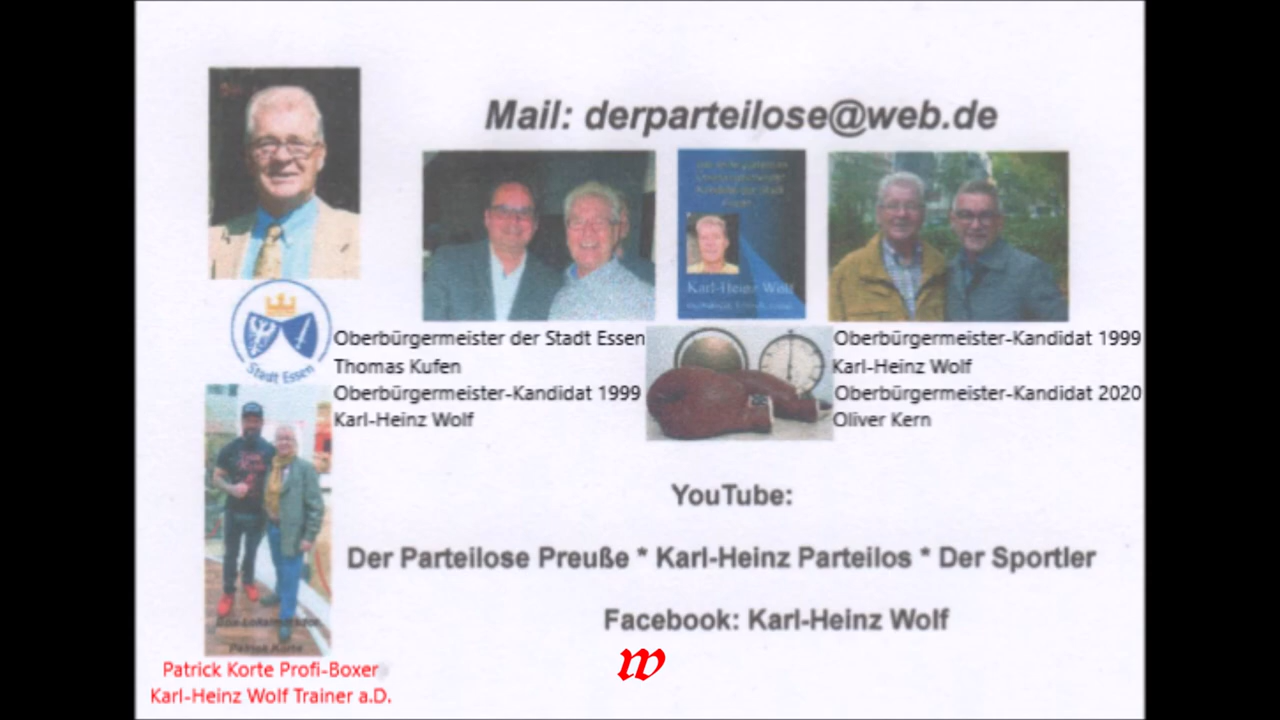 Mail: derparteilose@web.de
Karl-Heinz Wolf
Stadt Essen
Oberbürgermeister der Stadt Essen
Thomas Kufen
Oberbürgermeister-Kandidat 1999
Karl-Heinz Wolf
Oberbürgermeister-Kandidat 1999
Karl-Heinz Wolf
Oberbürgermeister-Kandidat 2020
Oliver Kern
YouTube:
Der Parteilose Preuße * Karl-Heinz Parteilos * Der Sportler
Facebook: Karl-Heinz Wolf
w
Patrick Korte
Patrick Korte Profi-Boxer
Karl-Heinz Wolf Trainer a.D.